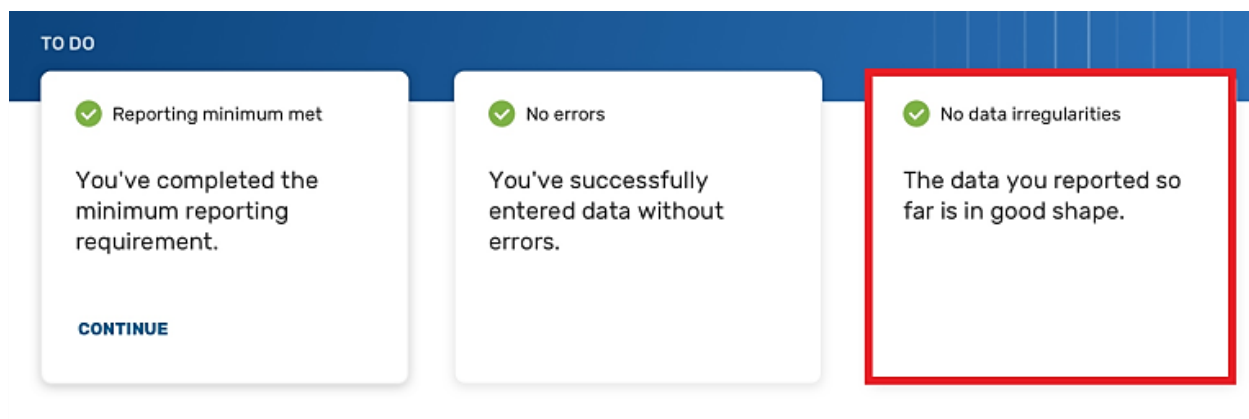 TO DO
Reporting minimum met
You've completed the
minimum reporting
requirement.
CONTINUE
No errors
You've successfully
entered data without
errors.
No data irregularities
The data you reported so
far is in good shape.